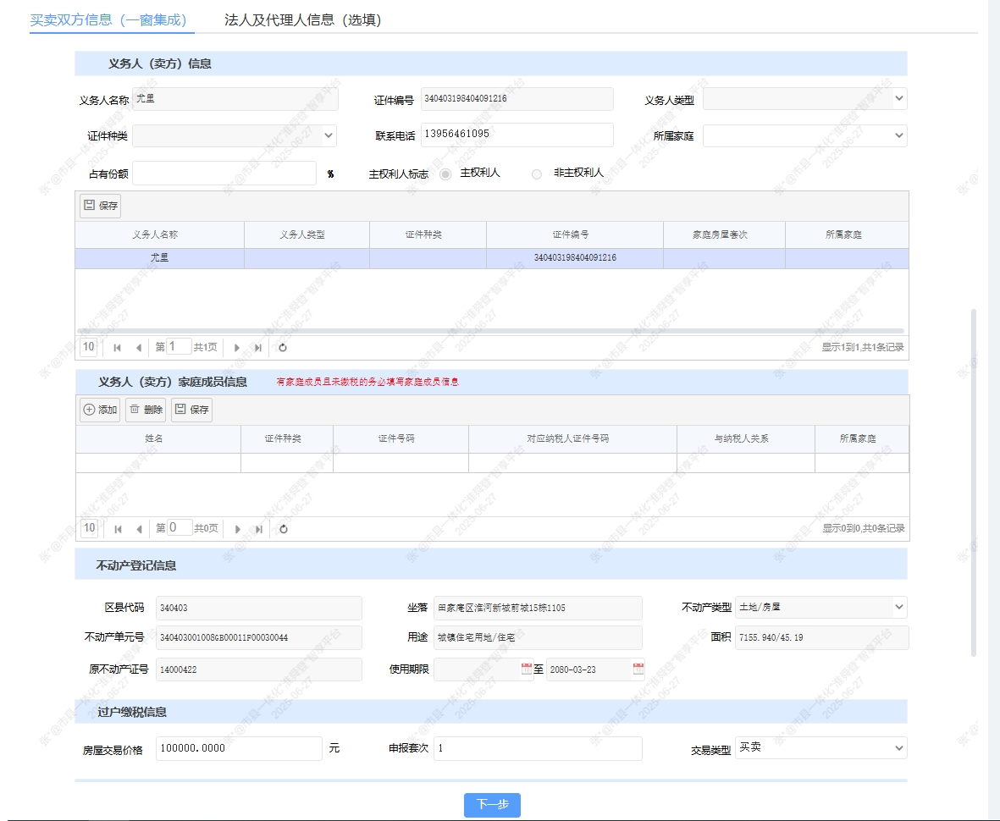 买卖双方信息（一窗集成） 法人及代理人信息（选填）
义务人（卖方）信息
义务人名称 尤里 证件编号 340403198404091216 义务人类型
证件种类 联系电话 13956461095 所属家庭
占有份额 % 主权利人标志 主权利人 非主权利人
保存
义务人名称 义务人类型 证件种类 证件编号 家庭房屋套次 所属家庭
尤里 340403198404091216
10 第 1 共1页 显示1到1,共1条记录
义务人（卖方）家庭成员信息 有家庭成员且未缴税的务必填写家庭成员信息
添加 删除 保存
姓名 证件种类 证件号码 对应纳税人证件号码 与纳税人关系 所属家庭
10 第 0 共0页 显示0到0,共0条记录
不动产登记信息
区县代码 340403 坐落 田家庵区淮河新城前城15栋1105 不动产类型 土地/房屋
不动产单元号 340403001008GB00011F00030044 用途 城镇住宅用地/住宅 面积 7155.940/45.19
原不动产证号 14000422 使用期限 至 2080-03-23
过户缴税信息
房屋交易价格 100000.0000 元 申报套次 1 交易类型 买卖
下一步